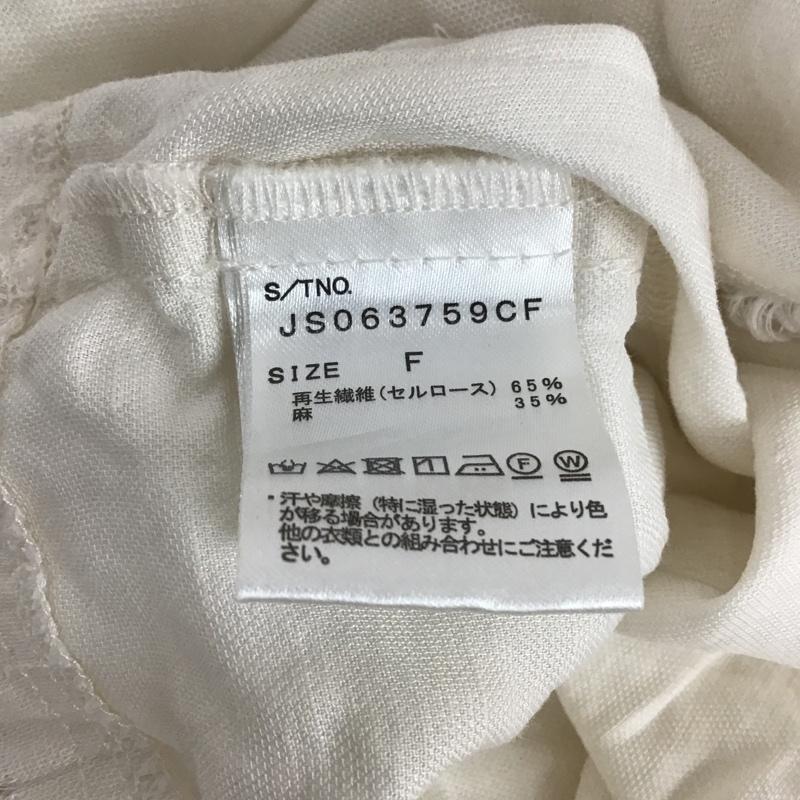 S/TNO.
JS063759CF
SIZE F
再生繊維(セルロース) 65%
麻 35%
F W
・汗や摩擦(特に湿った状態)により色
が移る場合があります。
他の衣類との組み合わせにご注意くだ
さい。